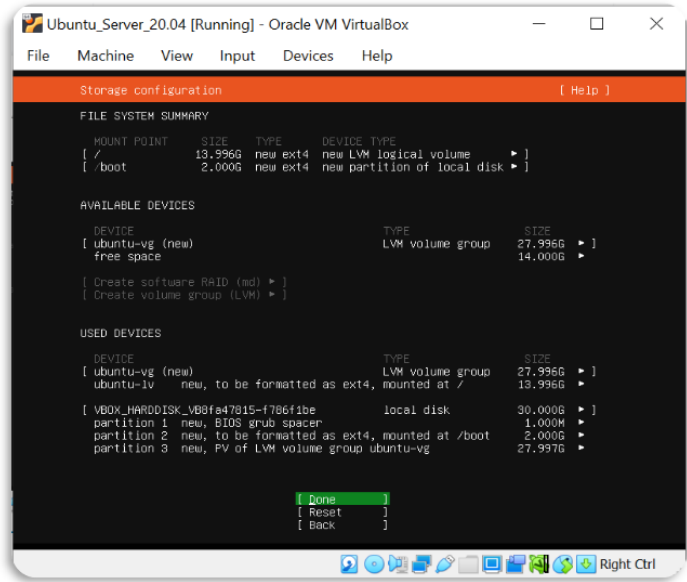 Ubuntu_Server_20.04 [Running] - Oracle VM VirtualBox
File Machine View Input Devices Help
Storage configuration [ Help ]
FILE SYSTEM SUMMARY
MOUNT POINT SIZE TYPE DEVICE TYPE
[ / 13.996G new ext4 new LVM logical volume ▸ ]
[ /boot 2.000G new ext4 new partition of local disk ▸ ]
AVAILABLE DEVICES
DEVICE TYPE SIZE
[ ubuntu-vg (new) LVM volume group 27.996G ▸ ]
free space 14.000G ▸
[ Create software RAID (md) ▸ ]
[ Create volume group (LVM) ▸ ]
USED DEVICES
DEVICE TYPE SIZE
[ ubuntu-vg (new) LVM volume group 27.996G ▸ ]
ubuntu-lv new, to be formatted as ext4, mounted at / 13.996G ▸
[ VBOX_HARDDISK_VB8fa47815-f786f1be local disk 30.000G ▸ ]
partition 1 new, BIOS grub spacer 1.000M ▸
partition 2 new, to be formatted as ext4, mounted at /boot 2.000G ▸
partition 3 new, PV of LVM volume group ubuntu-vg 27.997G ▸
[ Done ]
[ Reset ]
[ Back ]
Right Ctrl